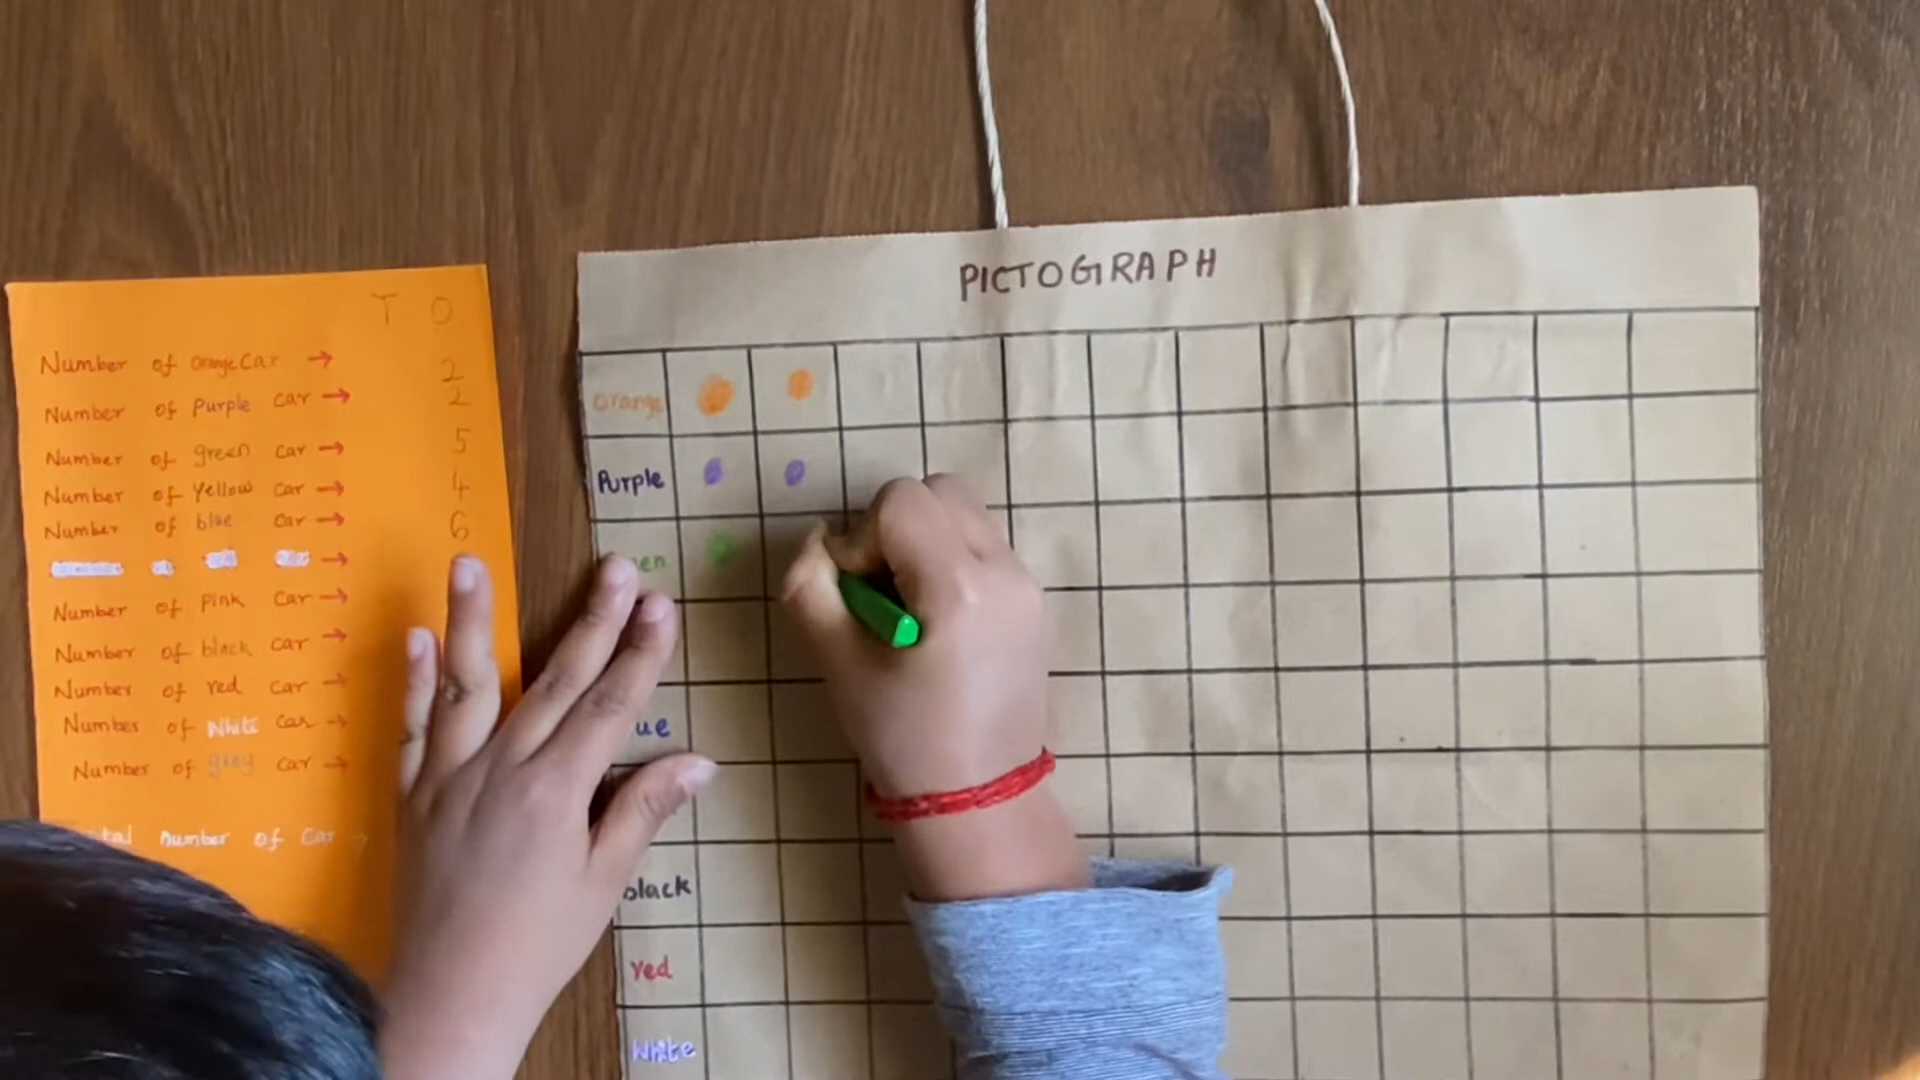 T O
Number of orange Car → 2
Number of Purple car → 2
Number of green car → 5
Number of Yellow car → 4
Number of blue car → 6
→
Number of Pink car →
Number of black car →
Number of red car →
Number of White car →
Number of gray car →
number of Car →
PICTOGRAPH
Orange
Purple
black
red
White